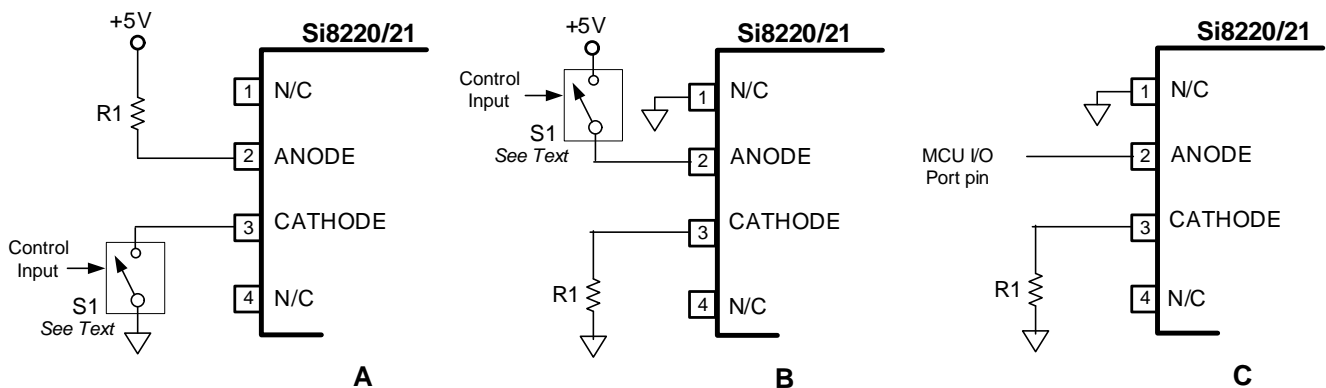 +5V
Si8220/21
1 N/C
R1
2 ANODE
3 CATHODE
Control
Input
S1
See Text
4 N/C
A
+5V
Si8220/21
Control
Input
1 N/C
S1
See Text
2 ANODE
3 CATHODE
R1
4 N/C
B
Si8220/21
1 N/C
MCU I/O
Port pin
2 ANODE
3 CATHODE
R1
4 N/C
C